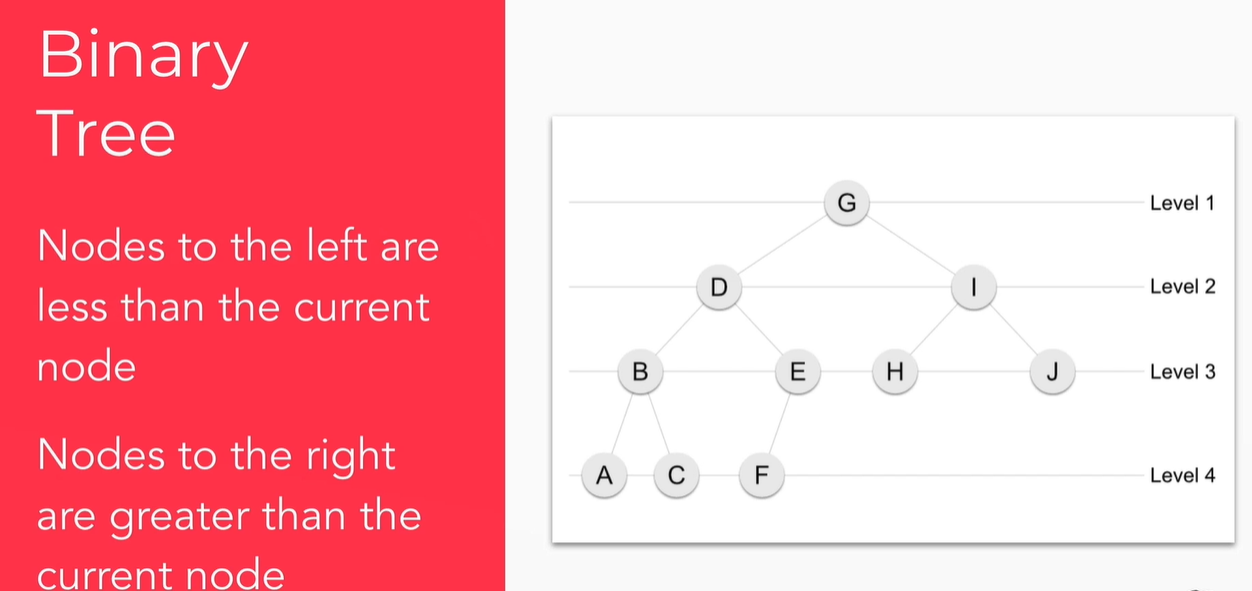 Binary
Tree
Nodes to the left are
less than the current
node
Nodes to the right
are greater than the
current node
G
Level 1
D
I
Level 2
B
E
H
J
Level 3
A
C
F
Level 4